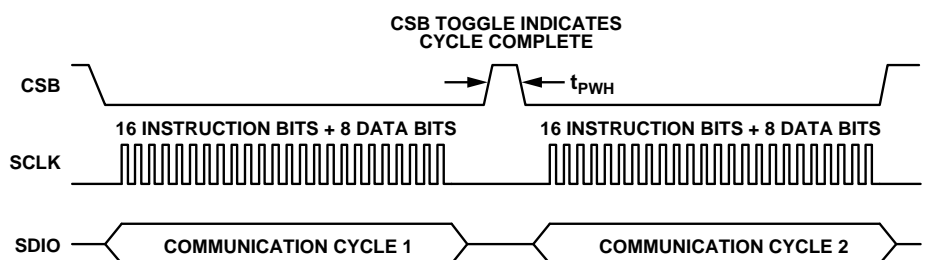 CSB TOGGLE INDICATES
CYCLE COMPLETE
CSB
tPWH
16 INSTRUCTION BITS + 8 DATA BITS
16 INSTRUCTION BITS + 8 DATA BITS
SCLK
SDIO
COMMUNICATION CYCLE 1
COMMUNICATION CYCLE 2